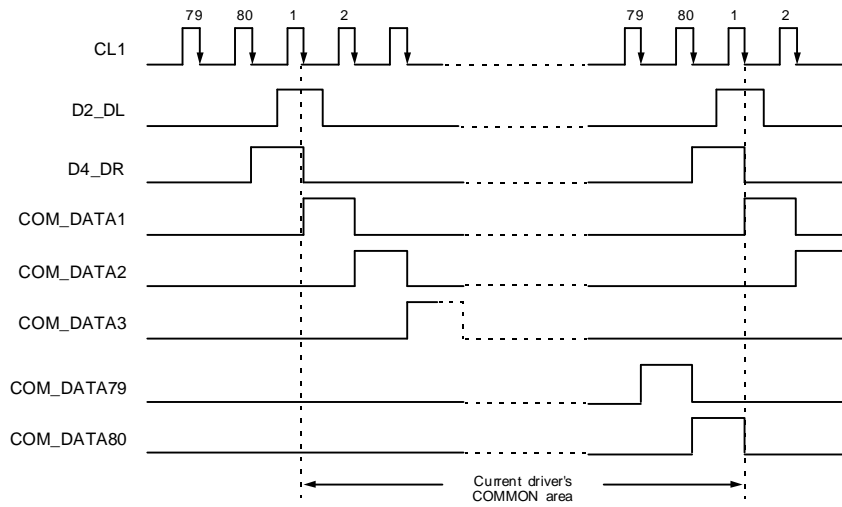 79 80 1 2 79 80 1 2
CL1
D2_DL
D4_DR
COM_DATA1
COM_DATA2
COM_DATA3
COM_DATA79
COM_DATA80
Current driver's
COMMON area